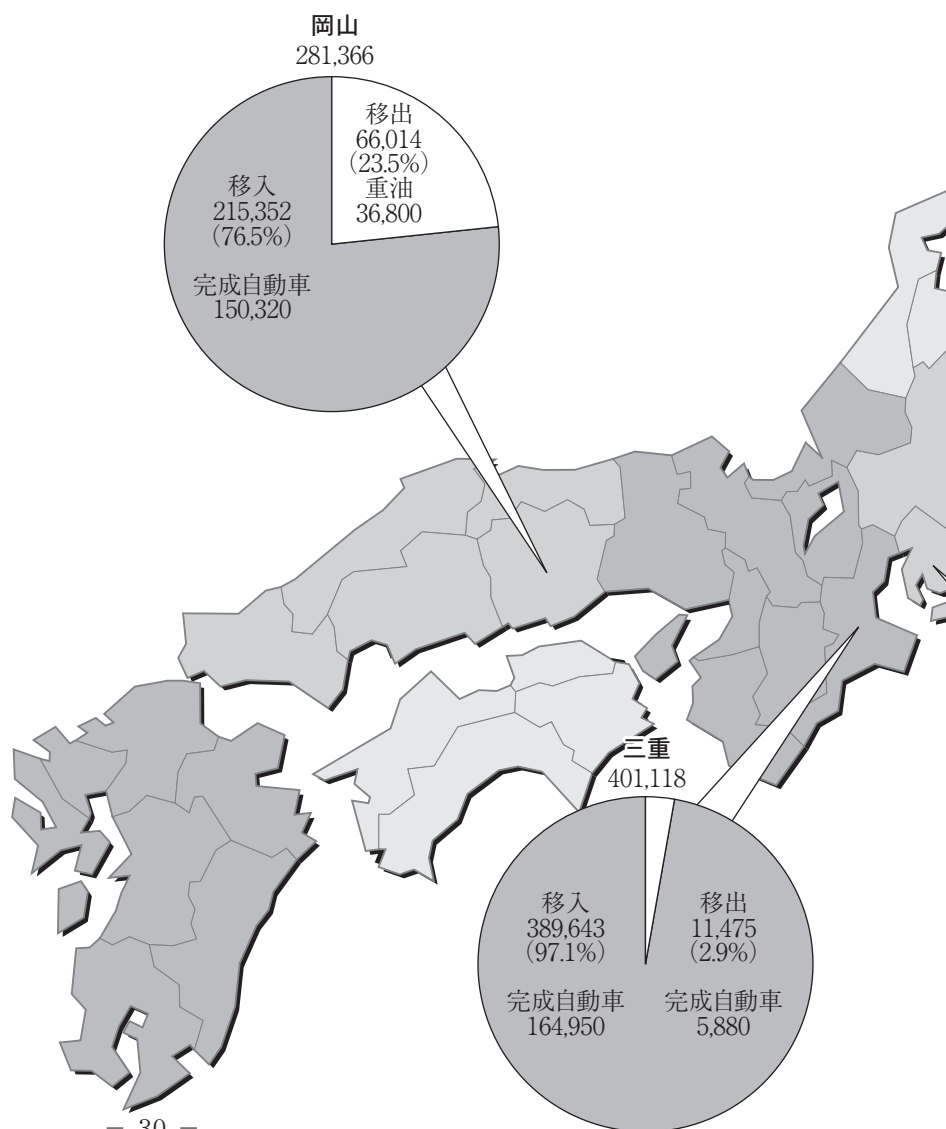 岡山
281,366
移出
66,014
(23.5%)
重油
36,800
移入
215,352
(76.5%)
完成自動車
150,320
三重
401,118
移入
389,643
(97.1%)
完成自動車
164,950
移出
11,475
(2.9%)
完成自動車
5,880
− 30 −